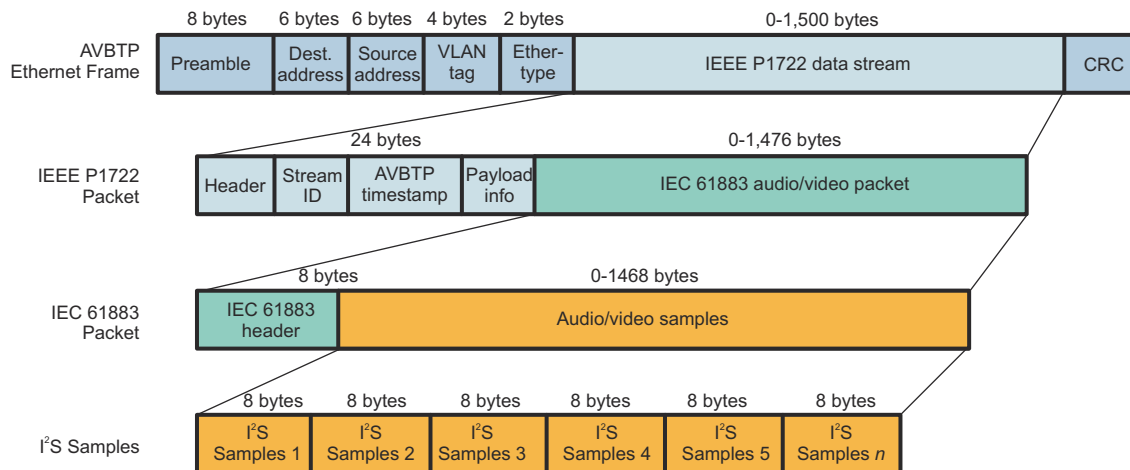 8 bytes 6 bytes 6 bytes 4 bytes 2 bytes 0-1,500 bytes
AVBTP
Ethernet Frame
Preamble
Dest.
address
Source
address
VLAN
tag
Ether-
type
IEEE P1722 data stream
CRC
24 bytes 0-1,476 bytes
IEEE P1722
Packet
Header
Stream
ID
AVBTP
timestamp
Payload
info
IEC 61883 audio/video packet
8 bytes 0-1468 bytes
IEC 61883
Packet
IEC 61883
header
Audio/video samples
8 bytes 8 bytes 8 bytes 8 bytes 8 bytes 8 bytes
I²S Samples
I²S
Samples 1
I²S
Samples 2
I²S
Samples 3
I²S
Samples 4
I²S
Samples 5
I²S
Samples n